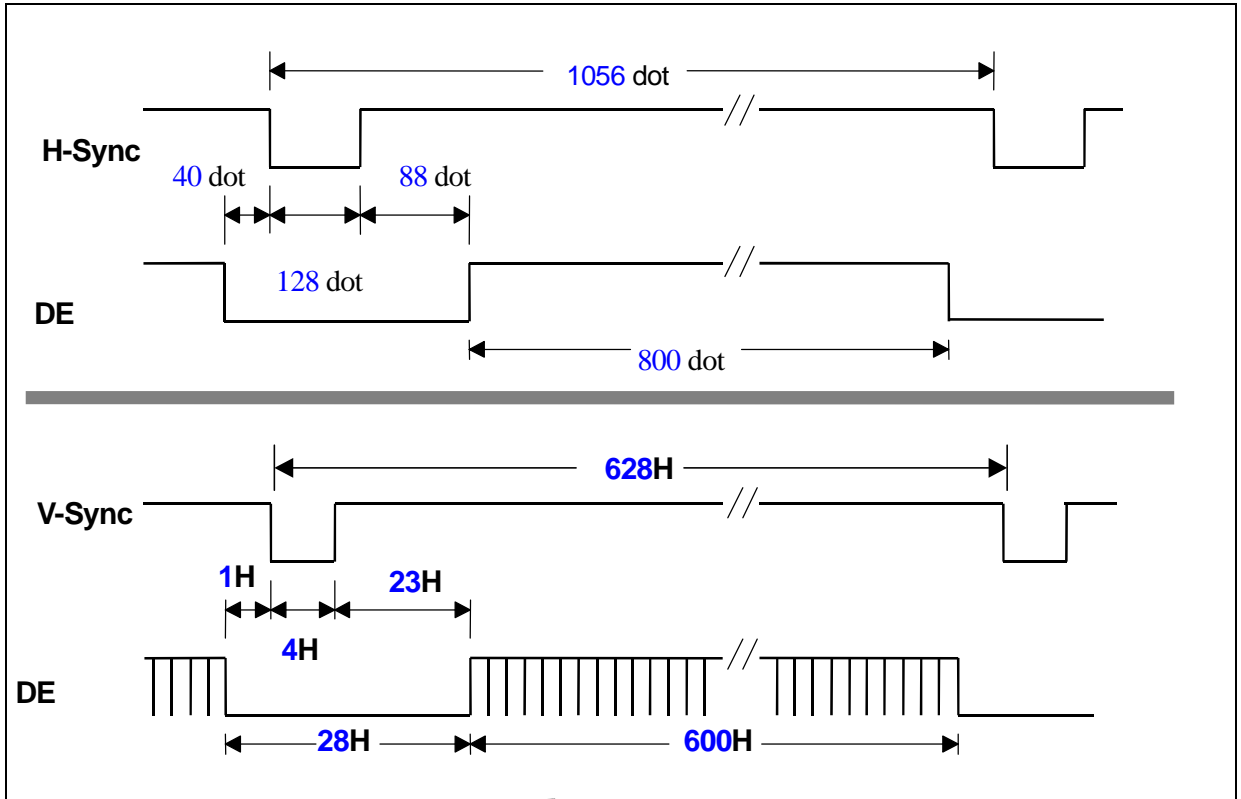 1056 dot
H-Sync
40 dot
88 dot
128 dot
DE
800 dot
628H
V-Sync
1H
23H
4H
DE
28H
600H